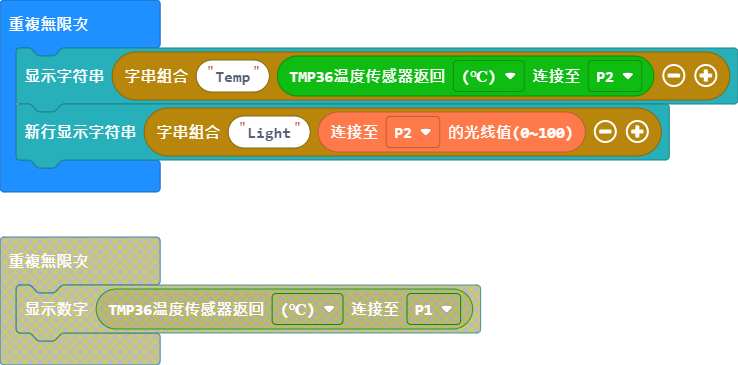 重複無限次
显示字符串 字串組合 "Temp" TMP36温度传感器返回 (℃) 连接至 P2
新行显示字符串 字串組合 "Light" 连接至 P2 的光线值(0~100)
重複無限次
显示数字 TMP36温度传感器返回 (℃) 连接至 P1